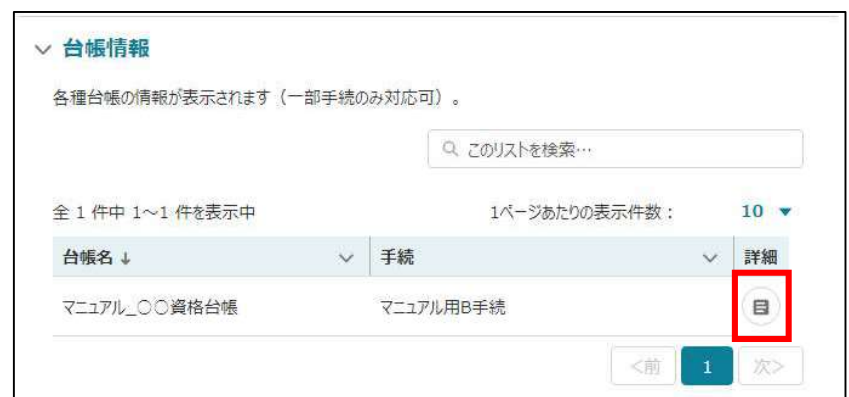 台帳情報
各種台帳の情報が表示されます（一部手続のみ対応可）。
このリストを検索…
全 1 件中 1～1 件を表示中 1ページあたりの表示件数： 10
台帳名↓ 手続 詳細
マニュアル_〇〇資格台帳 マニュアル用B手続
<前 1 次>